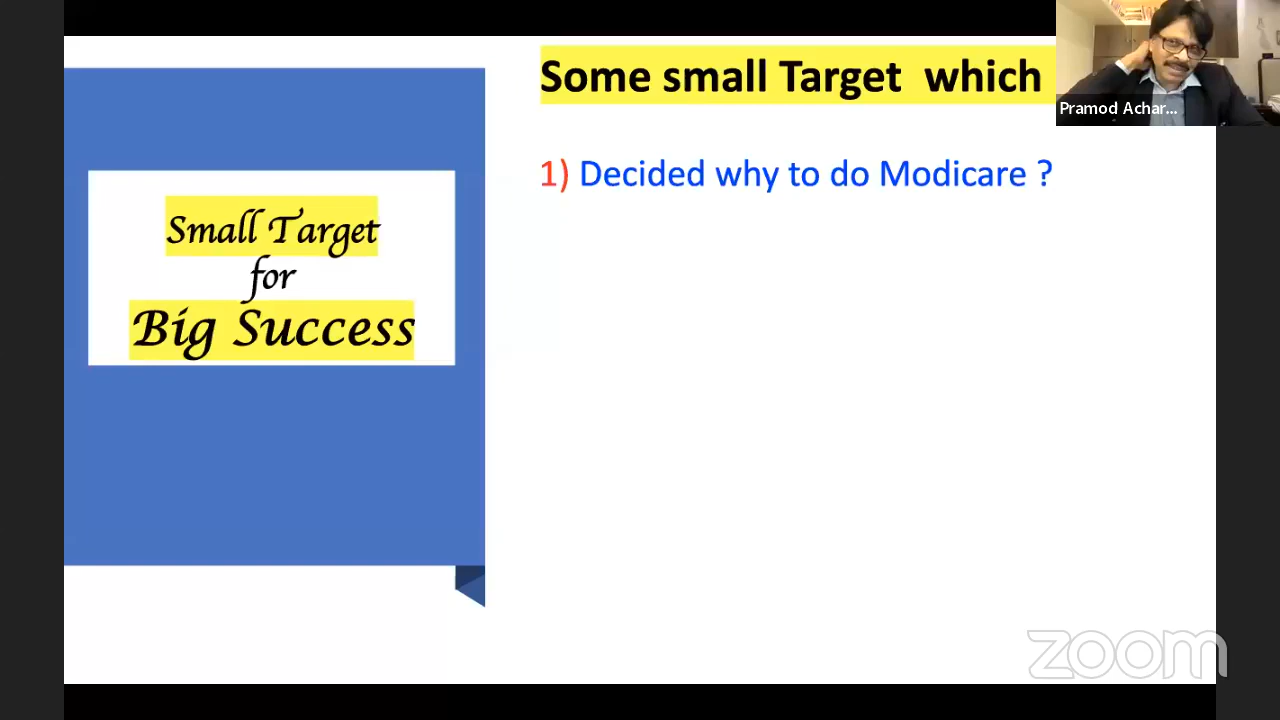 Some small Target which
Pramod Achar...
1) Decided why to do Modicare ?
Small Target
for
Big Success
zoom